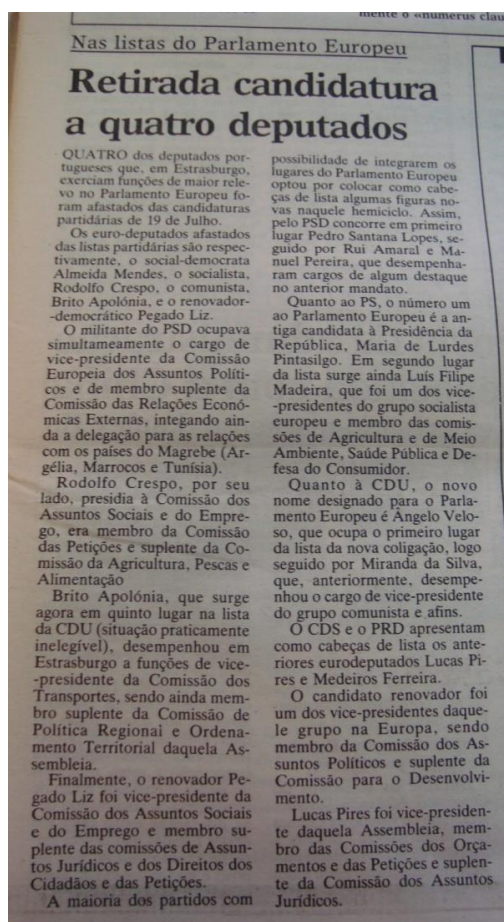 mente o «numerus clau
Nas listas do Parlamento Europeu
Retirada candidatura
a quatro deputados
QUATRO dos deputados por-
tugueses que, em Estrasburgo,
exerciam funções de maior rele-
vo no Parlamento Europeu fo-
ram afastados das candidaturas
partidárias de 19 de Julho.
Os euro-deputados afastados
das listas partidárias são respec-
tivamente, o social-democrata
Almeida Mendes, o socialista,
Rodolfo Crespo, o comunista,
Brito Apolónia, e o renovador-
-democrático Pegado Liz.
O militante do PSD ocupava
simultameamente o cargo de
vice-presidente da Comissão
Europeia dos Assuntos Políti-
cos e de membro suplente da
Comissão das Relações Econó-
micas Externas, integando ain-
da a delegação para as relações
com os países do Magrebe (Ar-
gélia, Marrocos e Tunísia).
Rodolfo Crespo, por seu
lado, presidia à Comissão dos
Assuntos Sociais e do Empre-
go, era membro da Comissão
das Petições e suplente da Co-
missão da Agricultura, Pescas e
Alimentação
Brito Apolónia, que surge
agora em quinto lugar na lista
da CDU (situação praticamente
inelegível), desempenhou em
Estrasburgo a funções de vice-
-presidente da Comissão dos
Transportes, sendo ainda mem-
bro suplente da Comissão de
Política Regional e Ordena-
mento Territorial daquela As-
sembleia.
Finalmente, o renovador Pe-
gado Liz foi vice-presidente da
Comissão dos Assuntos Sociais
e do Emprego e membro su-
plente das comissões de Assun-
tos Jurídicos e dos Direitos dos
Cidadãos e das Petições.
A maioria dos partidos com
possibilidade de integrarem os
lugares do Parlamento Europeu
optou por colocar como cabe-
ças de lista algumas figuras no-
vas naquele hemiciclo. Assim,
pelo PSD concorre em primeiro
lugar Pedro Santana Lopes, se-
guido por Rui Amaral e Ma-
nuel Pereira, que desempenha-
ram cargos de algum destaque
no anterior mandato.
Quanto ao PS, o número um
ao Parlamento Europeu é a an-
tiga candidata à Presidência da
República, Maria de Lurdes
Pintasilgo. Em segundo lugar
da lista surge ainda Luís Filipe
Madeira, que foi um dos vice-
-presidentes do grupo socialista
europeu e membro das comis-
sões de Agricultura e de Meio
Ambiente, Saúde Pública e De-
fesa do Consumidor.
Quanto à CDU, o novo
nome designado para o Parla-
mento Europeu é Ângelo Velo-
so, que ocupa o primeiro lugar
da lista da nova coligação, logo
seguido por Miranda da Silva,
que, anteriormente, desempe-
nhou o cargo de vice-presidente
do grupo comunista e afins.
O CDS e o PRD apresentam
como cabeças de lista os ante-
riores eurodeputados Lucas Pi-
res e Medeiros Ferreira.
O candidato renovador foi
um dos vice-presidentes daque-
le grupo na Europa, sendo
membro da Comissão dos As-
suntos Políticos e suplente da
Comissão para o Desenvolvi-
mento.
Lucas Pires foi vice-presiden-
te daquela Assembleia, mem-
bro das Comissões dos Orça-
mentos e das Petições e suplen-
te da Comissão dos Assuntos
Jurídicos.